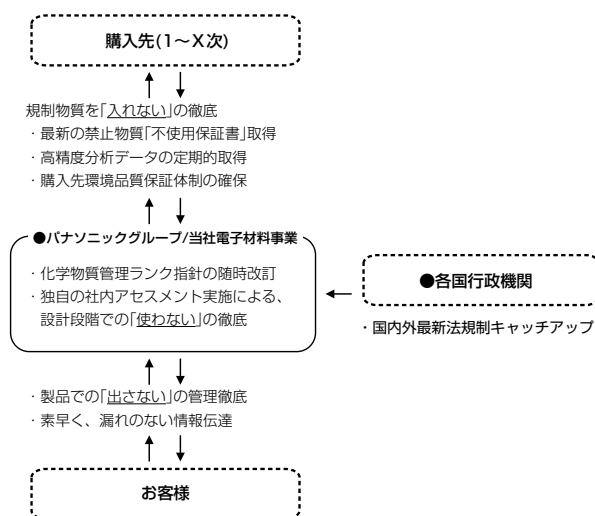 購入先(1~X次)
規制物質を「入れない」の徹底
・最新の禁止物質「不使用保証書」取得
・高精度分析データの定期的取得
・購入先環境品質保証体制の確保
●パナソニックグループ/当社電子材料事業
・化学物質管理ランク指針の随時改訂
・独自の社内アセスメント実施による、
設計段階での「使わない」の徹底
●各国行政機関
・国内外最新法規制キャッチアップ
・製品での「出さない」の管理徹底
・素早く、漏れのない情報伝達
お客様